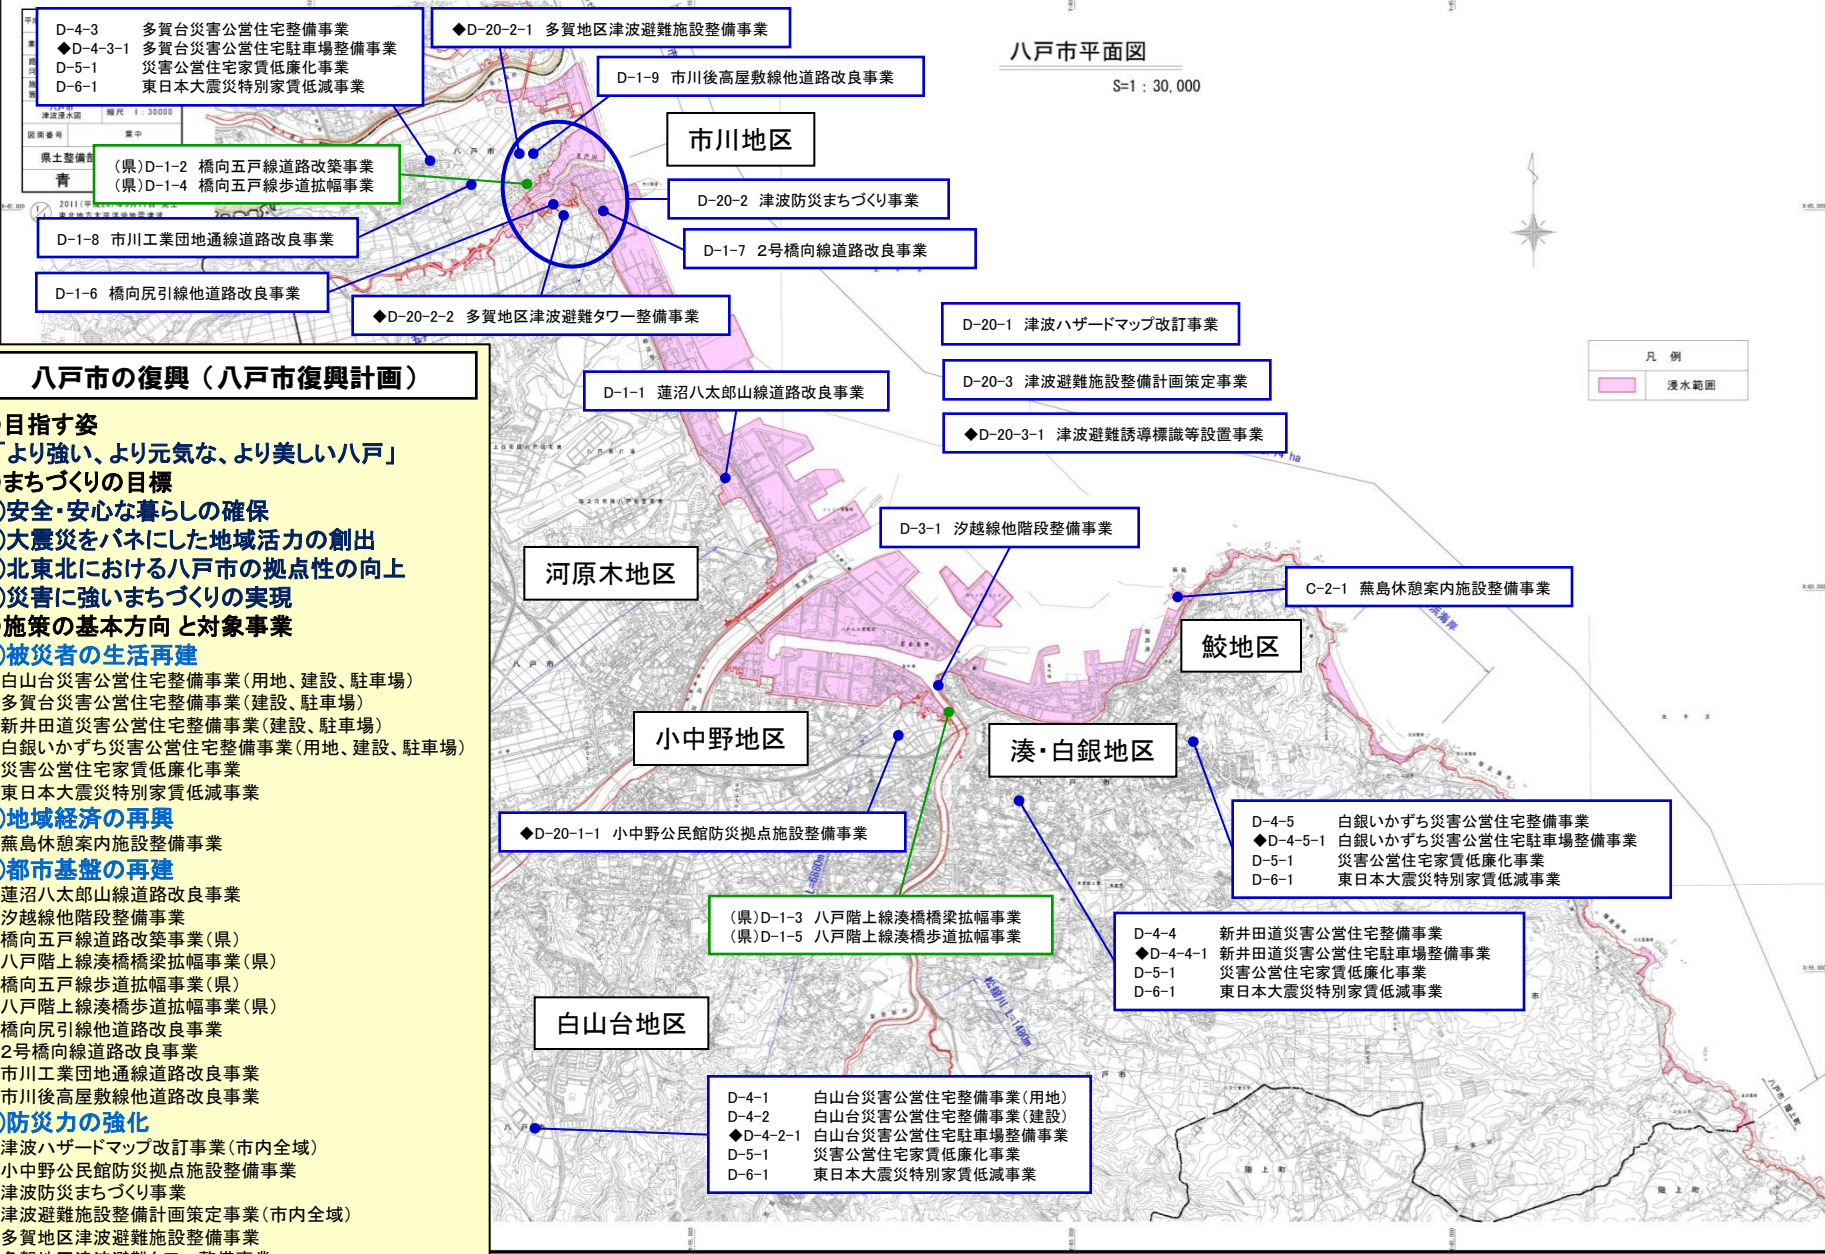 八戸市平面図
S=1 : 30,000
D-4-3 多賀台災害公営住宅整備事業
◆D-4-3-1 多賀台災害公営住宅駐車場整備事業
D-5-1 災害公営住宅家賃低廉化事業
D-6-1 東日本大震災特別家賃低減事業
◆D-20-2-1 多賀地区津波避難施設整備事業
D-1-9 市川後高屋敷線他道路改良事業
津波浸水図
縮尺 1:30000
図面番号
葉中
県土整備部
青
市川地区
(県)D-1-2 橋向五戸線道路改築事業
(県)D-1-4 橋向五戸線歩道拡幅事業
D-20-2 津波防災まちづくり事業
D-1-8 市川工業団地通線道路改良事業
D-1-7 2号橋向線道路改良事業
D-1-6 橋向尻引線他道路改良事業
◆D-20-2-2 多賀地区津波避難タワー整備事業
D-20-1 津波ハザードマップ改訂事業
D-20-3 津波避難施設整備計画策定事業
◆D-20-3-1 津波避難誘導標識等設置事業
凡 例
浸水範囲
D-1-1 蓮沼八太郎山線道路改良事業
D-3-1 汐越線他階段整備事業
河原木地区
C-2-1 蕪島休憩案内施設整備事業
鮫地区
小中野地区
湊・白銀地区
◆D-20-1-1 小中野公民館防災拠点施設整備事業
D-4-5 白銀いかずち災害公営住宅整備事業
◆D-4-5-1 白銀いかずち災害公営住宅駐車場整備事業
D-5-1 災害公営住宅家賃低廉化事業
D-6-1 東日本大震災特別家賃低減事業
(県)D-1-3 八戸階上線湊橋橋梁拡幅事業
(県)D-1-5 八戸階上線湊橋歩道拡幅事業
D-4-4 新井田道災害公営住宅整備事業
◆D-4-4-1 新井田道災害公営住宅駐車場整備事業
D-5-1 災害公営住宅家賃低廉化事業
D-6-1 東日本大震災特別家賃低減事業
白山台地区
松館川 L=1480m
L=6880m
D-4-1 白山台災害公営住宅整備事業(用地)
D-4-2 白山台災害公営住宅整備事業(建設)
◆D-4-2-1 白山台災害公営住宅駐車場整備事業
D-5-1 災害公営住宅家賃低廉化事業
D-6-1 東日本大震災特別家賃低減事業
八戸市
階上町
階上町
八戸市
八戸市の復興(八戸市復興計画)
目指す姿
「より強い、より元気な、より美しい八戸」
まちづくりの目標
)安全・安心な暮らしの確保
)大震災をバネにした地域活力の創出
)北東北における八戸市の拠点性の向上
)災害に強いまちづくりの実現
施策の基本方向 と対象事業
)被災者の生活再建
白山台災害公営住宅整備事業(用地、建設、駐車場)
多賀台災害公営住宅整備事業(建設、駐車場)
新井田道災害公営住宅整備事業(建設、駐車場)
白銀いかずち災害公営住宅整備事業(用地、建設、駐車場)
災害公営住宅家賃低廉化事業
東日本大震災特別家賃低減事業
)地域経済の再興
蕪島休憩案内施設整備事業
)都市基盤の再建
蓮沼八太郎山線道路改良事業
汐越線他階段整備事業
橋向五戸線道路改築事業(県)
八戸階上線湊橋橋梁拡幅事業(県)
橋向五戸線歩道拡幅事業(県)
八戸階上線湊橋歩道拡幅事業(県)
橋向尻引線他道路改良事業
2号橋向線道路改良事業
市川工業団地通線道路改良事業
市川後高屋敷線他道路改良事業
)防災力の強化
津波ハザードマップ改訂事業(市内全域)
小中野公民館防災拠点施設整備事業
津波防災まちづくり事業
津波避難施設整備計画策定事業(市内全域)
多賀地区津波避難施設整備事業